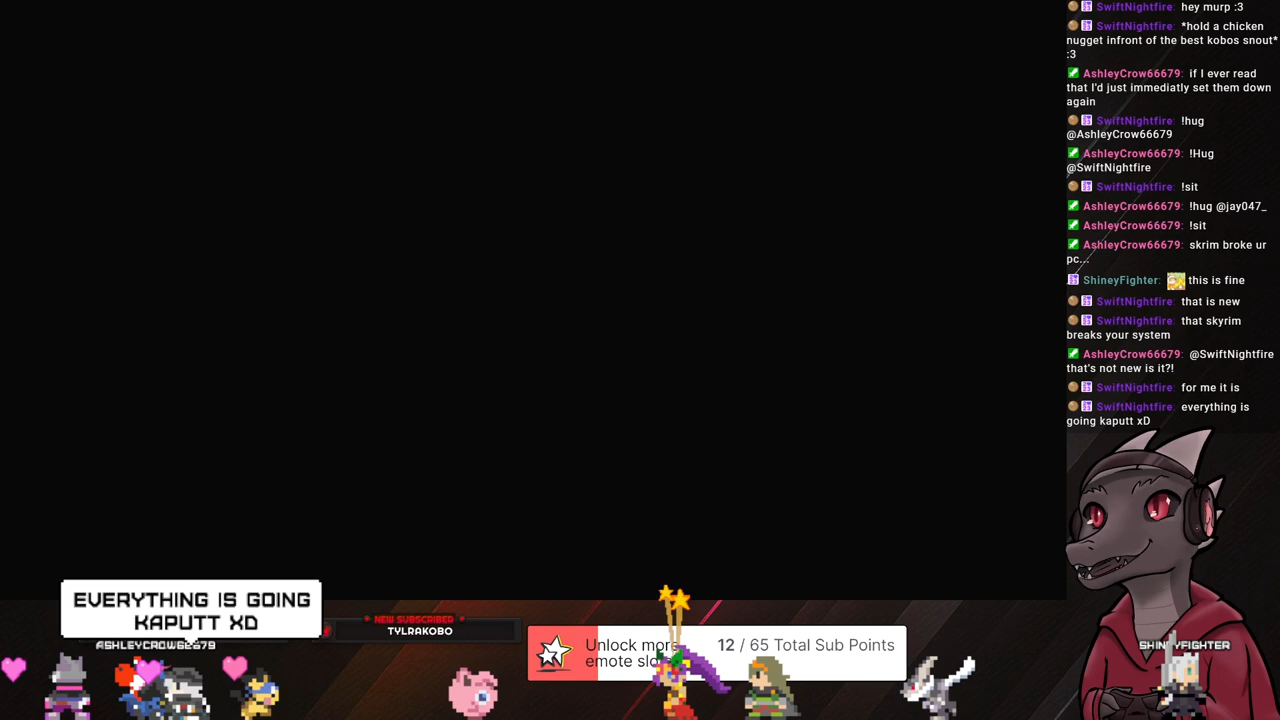 SwiftNightfire: hey murp :3
SwiftNightfire: *hold a chicken
nugget infront of the best kobos snout*
:3
AshleyCrow66679: if I ever read
that I'd just immediatly set them down
again
SwiftNightfire: !hug
@AshleyCrow66679
AshleyCrow66679: !Hug
@SwiftNightfire
SwiftNightfire: !sit
AshleyCrow66679: !hug @jay047_
AshleyCrow66679: !sit
AshleyCrow66679: skrim broke ur
pc...
ShineyFighter: this is fine
SwiftNightfire: that is new
SwiftNightfire: that skyrim
breaks your system
AshleyCrow66679: @SwiftNightfire
that's not new is it?!
SwiftNightfire: for me it is
SwiftNightfire: everything is
going kaputt xD
EVERYTHING IS GOING
KAPUTT XD
ASHLEYCROW66679
NEW SUBSCRIBER
TYLRAKOBO
Unlock more
emote
12 / 65 Total Sub Points
SHINEYFIGHTER